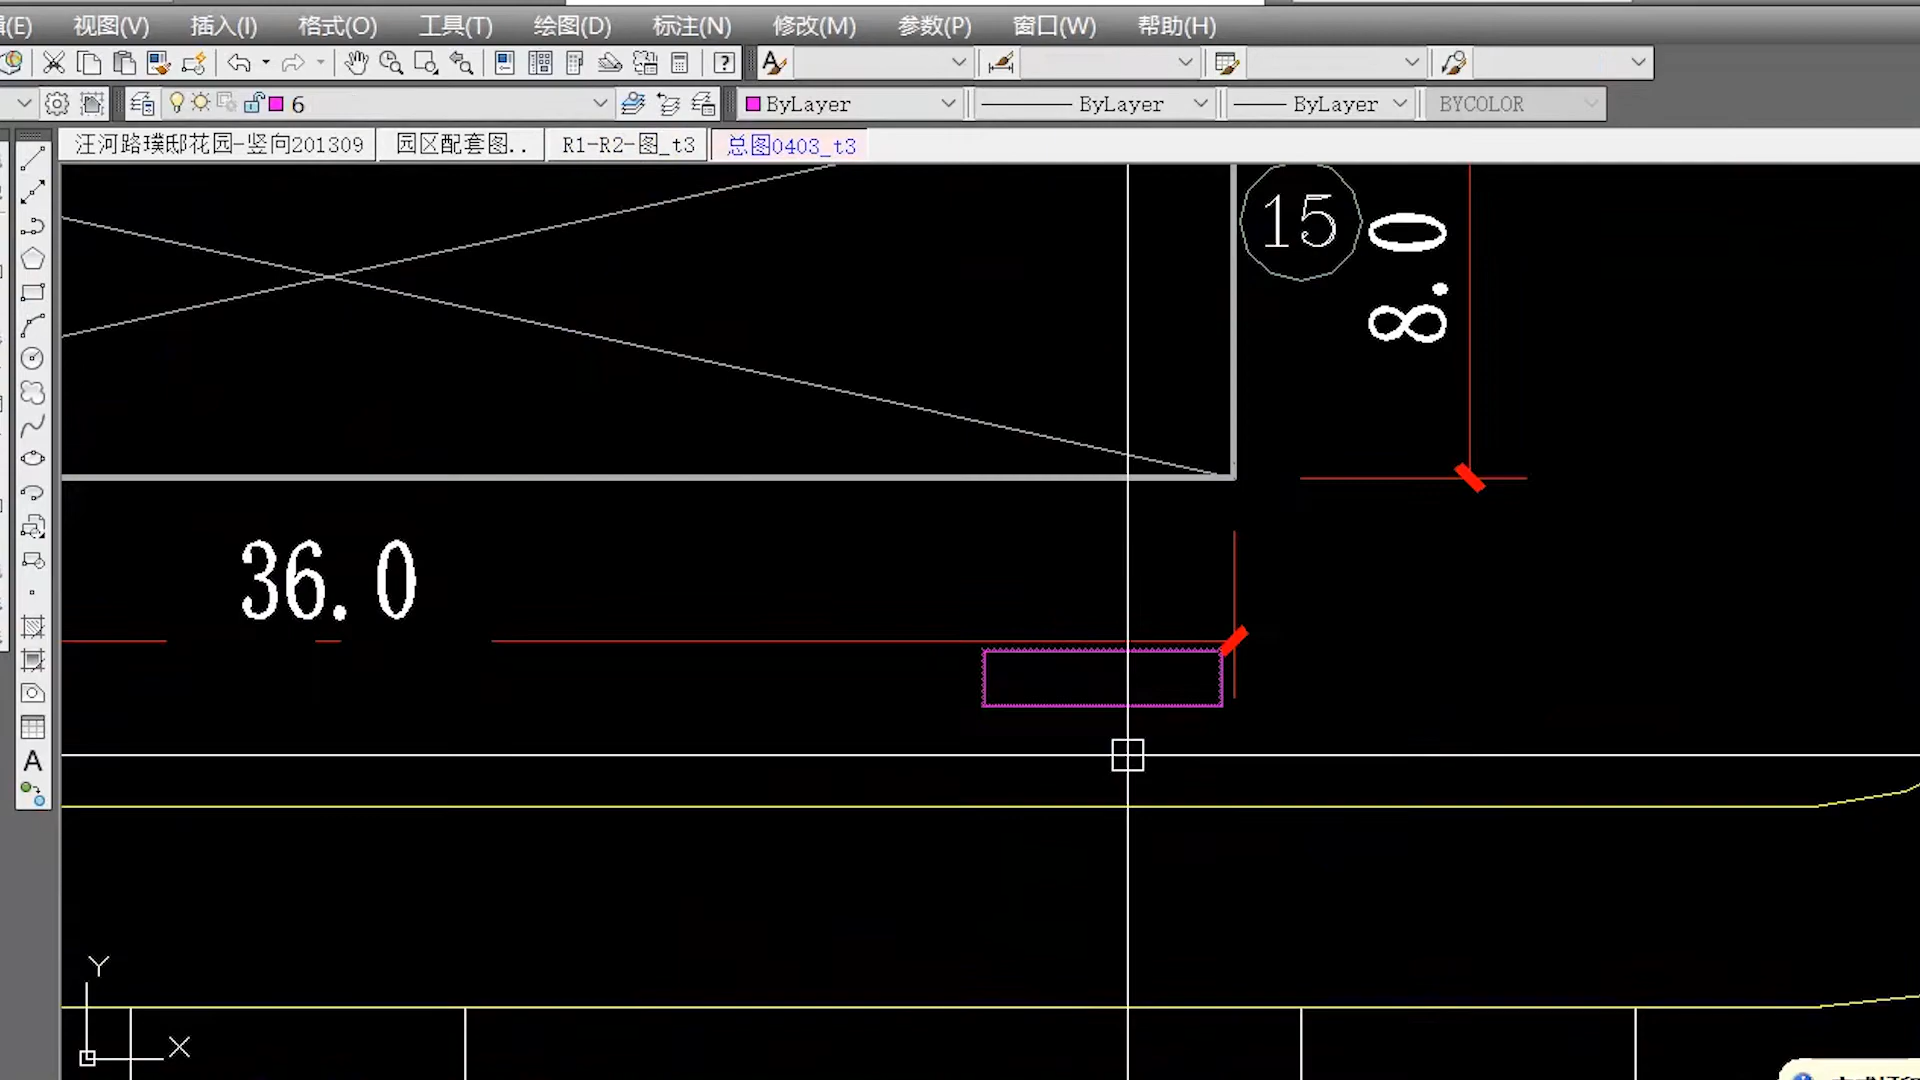 (E) 视图(V) 插入(I) 格式(O) 工具(T) 绘图(D) 标注(N) 修改(M) 参数(P) 窗口(W) 帮助(H)
6 ByLayer ByLayer ByLayer BYCOLOR
汪河路璞邸花园-竖向201309 园区配套图.. R1-R2-图_t3 总图0403_t3
15
8.0
36.0
A
Y
X